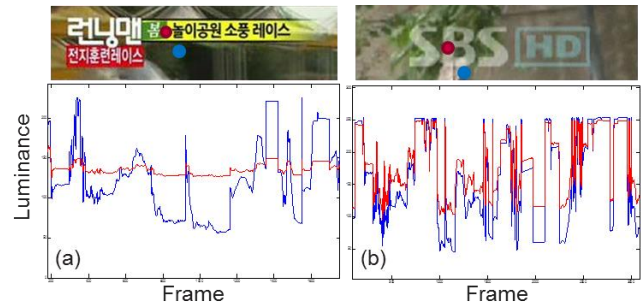 런닝맨
봄 놀이공원 소풍 레이스
전지훈련레이스
SBS HD
Luminance
(a)
(b)
Frame
Frame